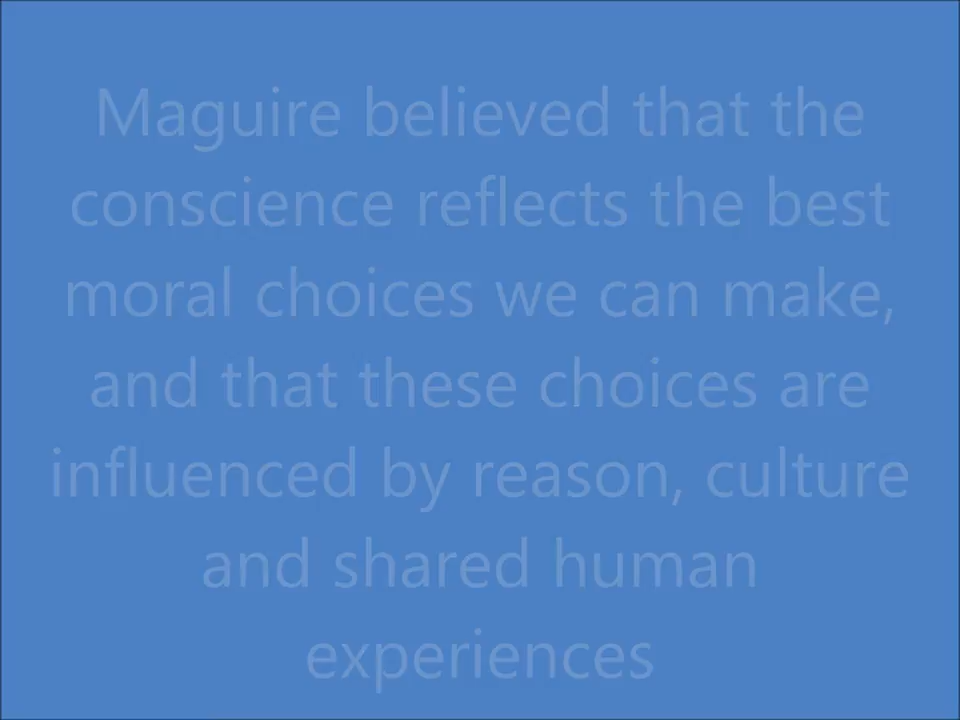 Maguire believed that the
conscience reflects the best
moral choices we can make,
and that these choices are
influenced by reason, culture
and shared human
experiences